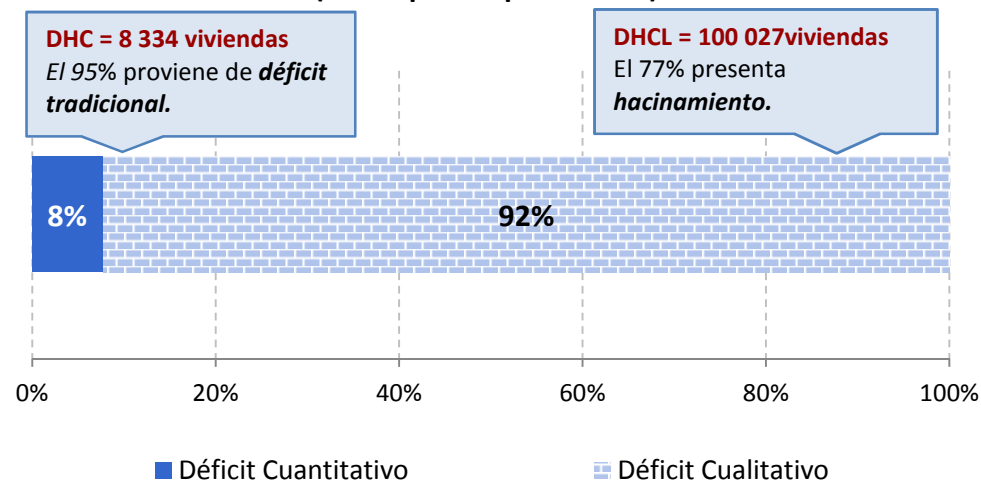 DHC = 8 334 viviendas
El 95% proviene de déficit
tradicional.
DHCL = 100 027viviendas
El 77% presenta
hacinamiento.
8%
92%
0% 20% 40% 60% 80% 100%
Déficit Cuantitativo Déficit Cualitativo